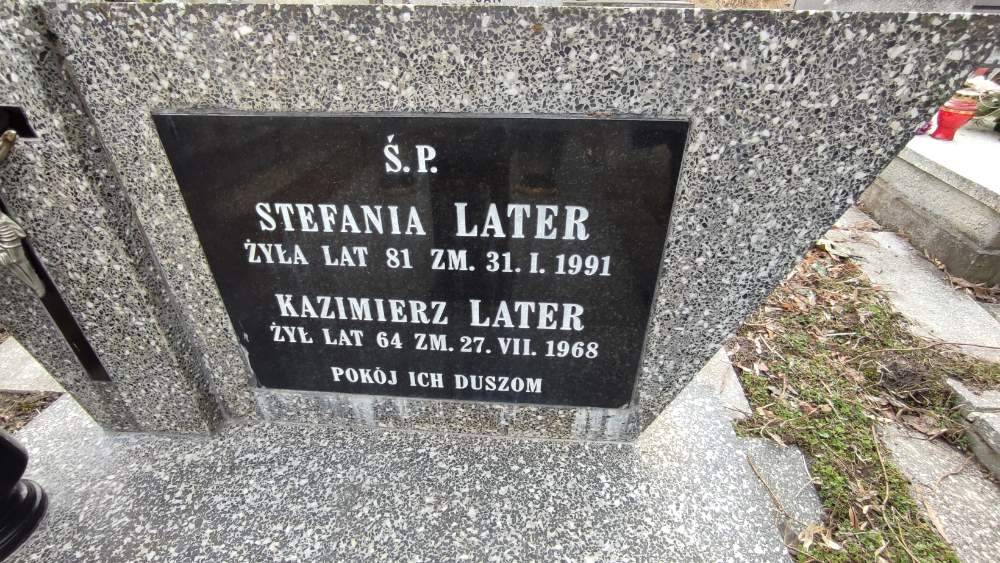 JAN
Ś.P.
STEFANIA LATER
ŻYŁA LAT 81 ZM. 31. I. 1991
KAZIMIERZ LATER
ŻYŁ LAT 64 ZM. 27. VII. 1968
POKÓJ ICH DUSZOM